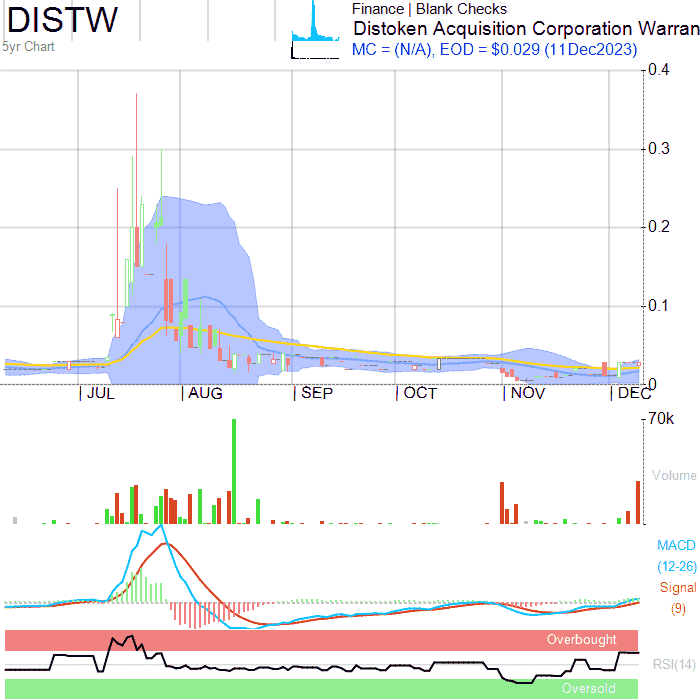 DISTW
5yr Chart
Finance | Blank Checks
Distoken Acquisition Corporation Warran
MC = (N/A), EOD = $0.029 (11Dec2023)
0.4
0.3
0.2
0.1
0
JUL AUG SEP OCT NOV DEC
70k
Volume
MACD
(12-26)
Signal
(9)
Overbought
RSI(14)
Oversold